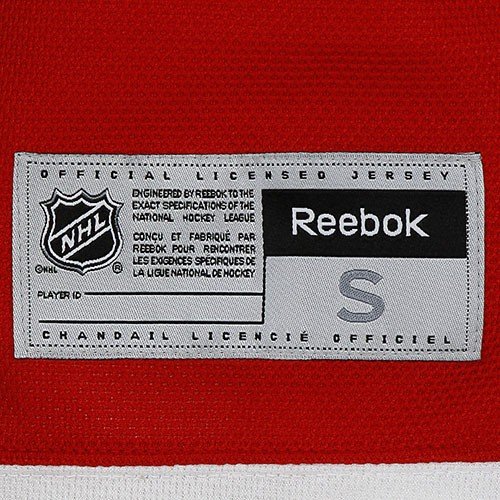 OFFICIAL LICENSED JERSEY
NHL
©NHL ®
ENGINEERED BY REEBOK TO THE
EXACT SPECIFICATIONS OF THE
NATIONAL HOCKEY LEAGUE
CONÇU ET FABRIQUÉ PAR
REEBOK POUR RENCONTRER
LES EXIGENCES SPÉCIFIQUES DE
LA LIGUE NATIONALE DE HOCKEY
PLAYER ID
Reebok
S
CHANDAIL LICENCIÉ OFFICIEL